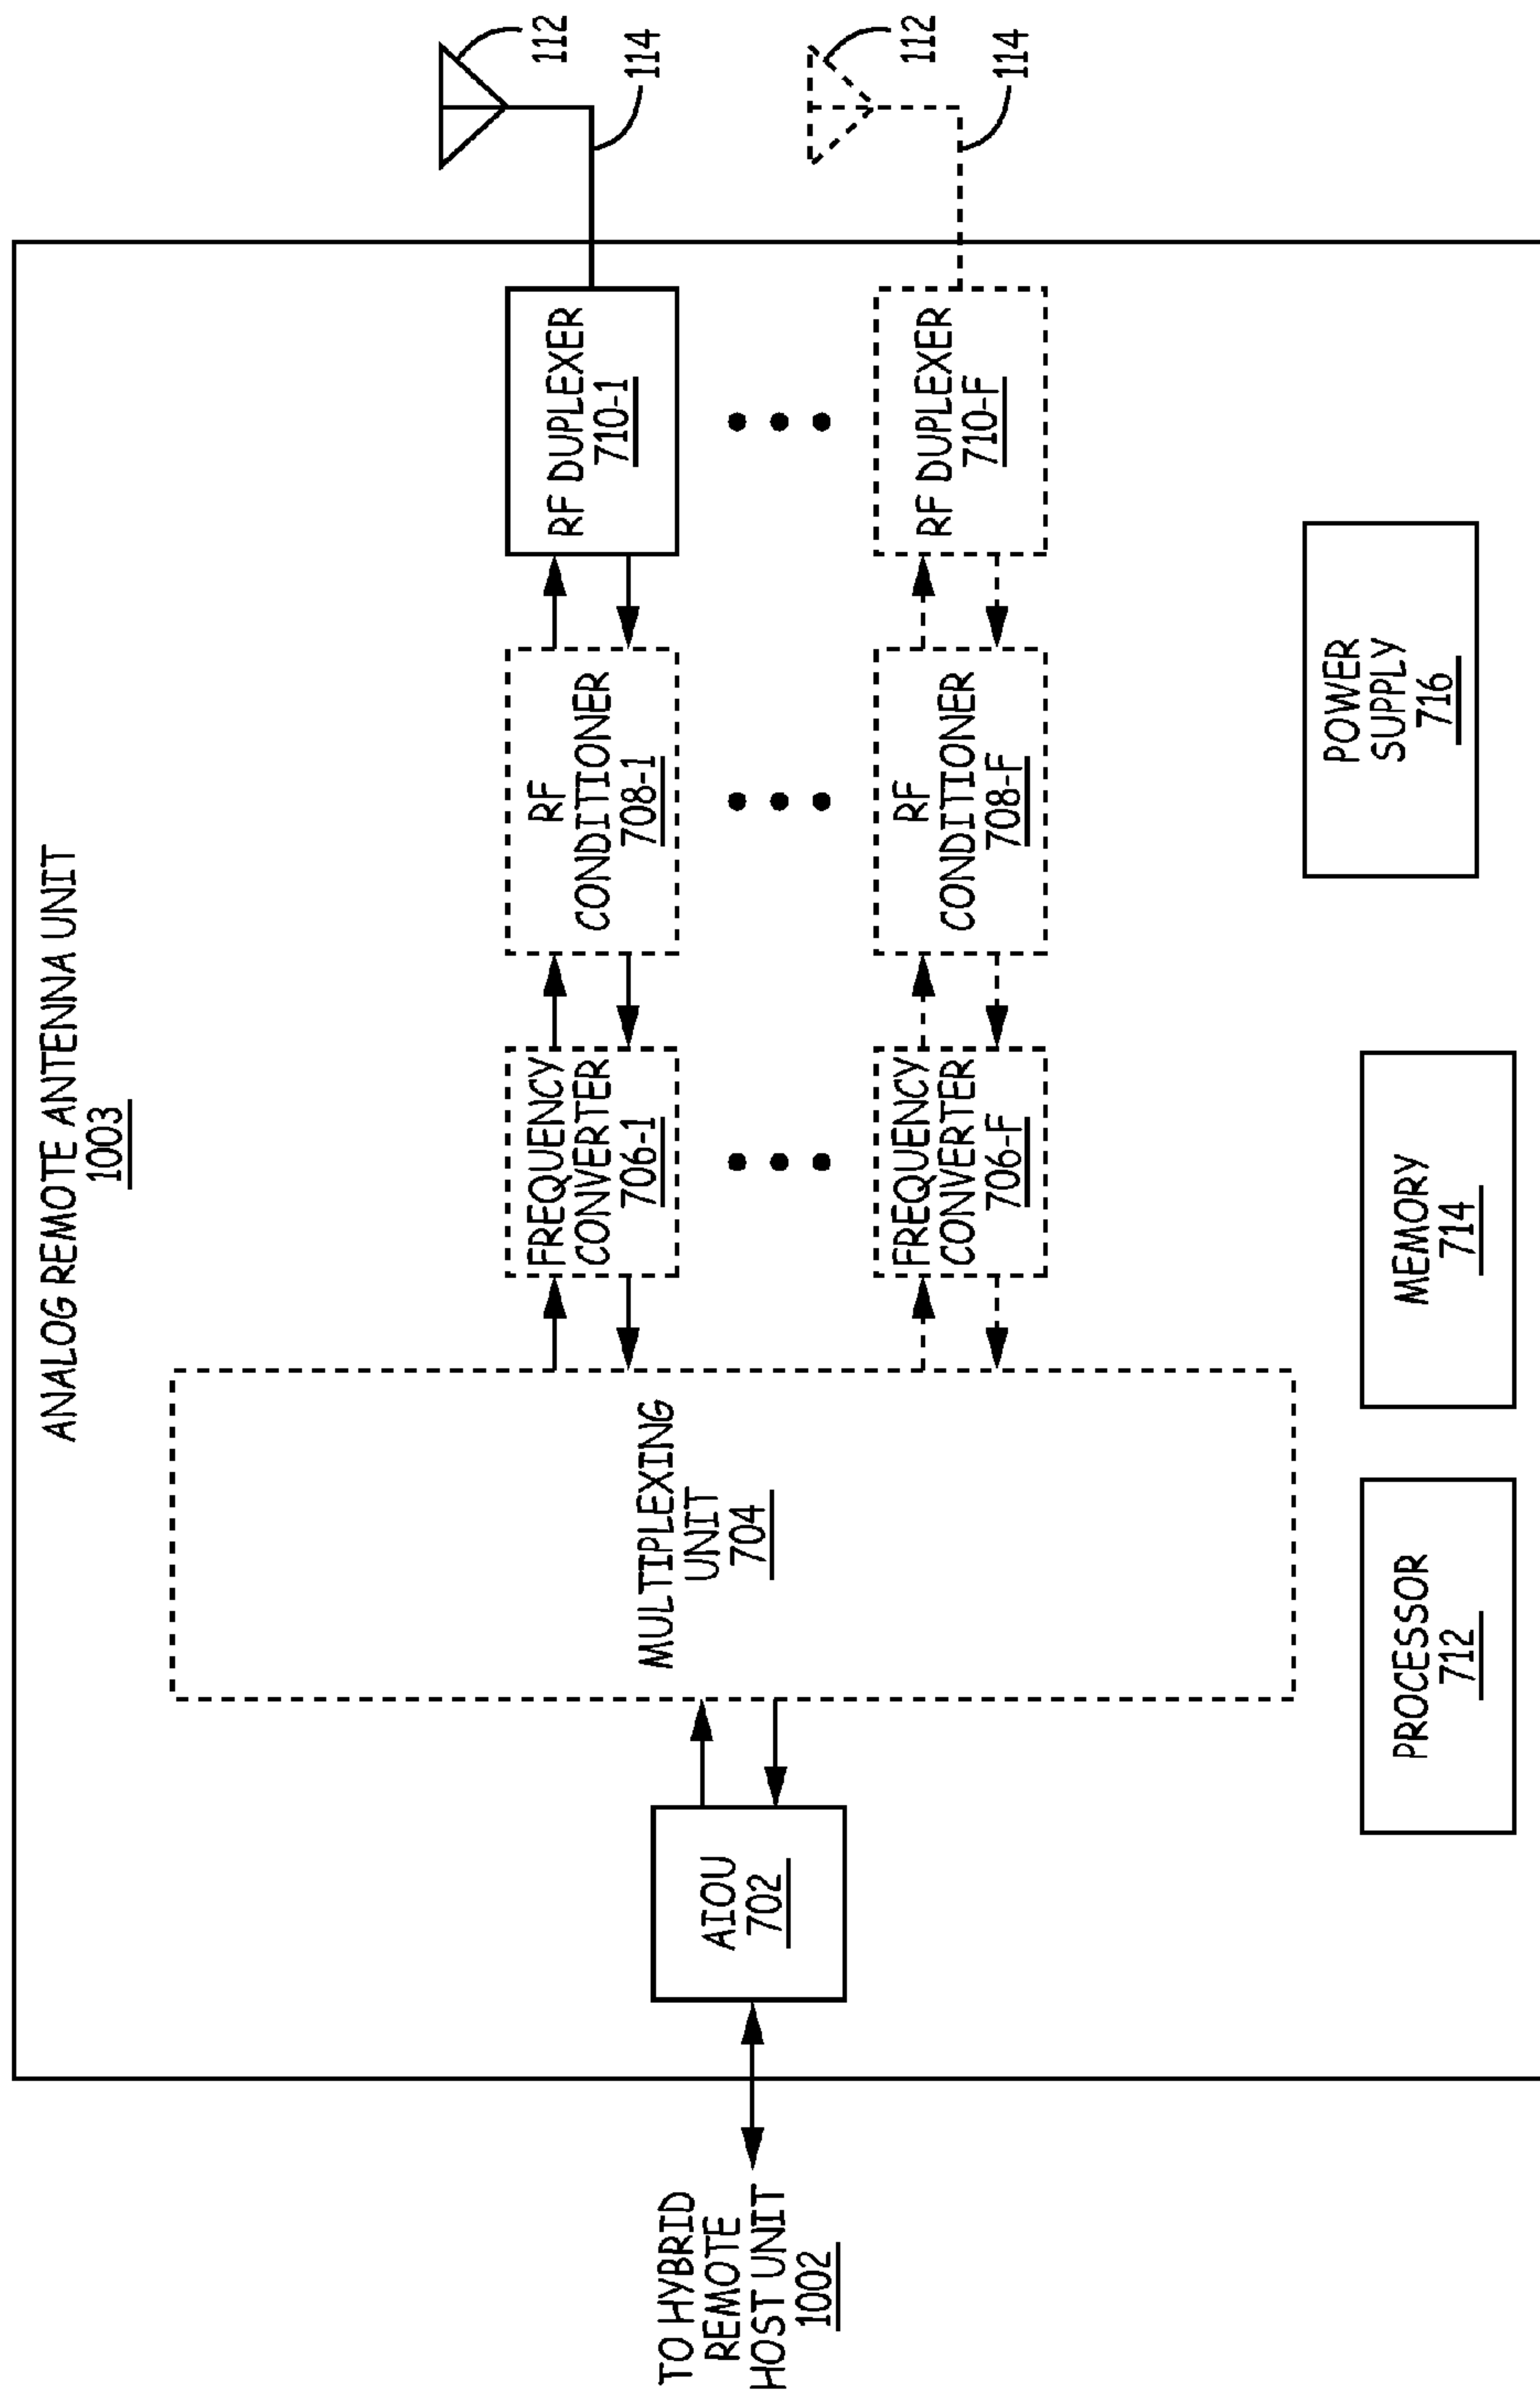 ANALOG REMOTE ANTENNA UNIT
1003
TO HYBRID
REMOTE
HOST UNIT
1002
AIOU
702
MULTIPLEXING
UNIT
704
FREQUENCY
CONVERTER
706-1
RF
CONDITIONER
708-1
RF DUPLEXER
710-1
112
114
FREQUENCY
CONVERTER
706-F
RF
CONDITIONER
708-F
RF DUPLEXER
710-F
112
114
PROCESSOR
712
MEMORY
714
POWER
SUPPLY
716